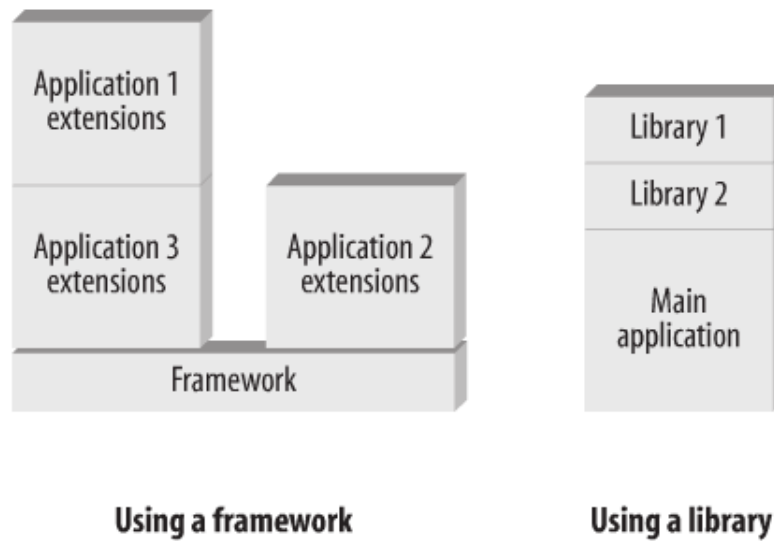 Application 1
extensions
Application 3
extensions
Application 2
extensions
Framework
Library 1
Library 2
Main
application
Using a framework
Using a library